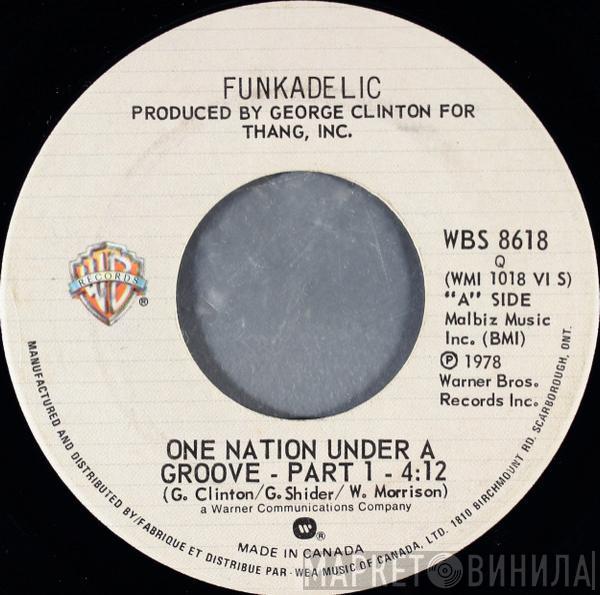 FUNKADELIC
PRODUCED BY GEORGE CLINTON FOR
THANG, INC.
WB
RECORDS
®
WBS 8618
Q
(WMI 1018 VI S)
"A" SIDE
Malbiz Music
Inc. (BMI)
Ⓟ 1978
Warner Bros.
Records Inc.
ONE NATION UNDER A
GROOVE - PART 1 - 4:12
(G. Clinton/G. Shider/W. Morrison)
a Warner Communications Company
®
MADE IN CANADA
MANUFACTURED AND DISTRIBUTED BY/FABRIQUE ET DISTRIBUE PAR - WEA MUSIC OF CANADA, LTD. 1810 BIRCHMOUNT RD. SCARBOROUGH, ONT.
МАРКЕТ ВИНИЛА